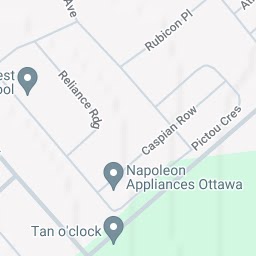 Ave
Rubicon Pl
est
ool
Reliance Rdg
Caspian Row
Pictou Cres
Napoleon
Appliances Ottawa
Tan o'clock